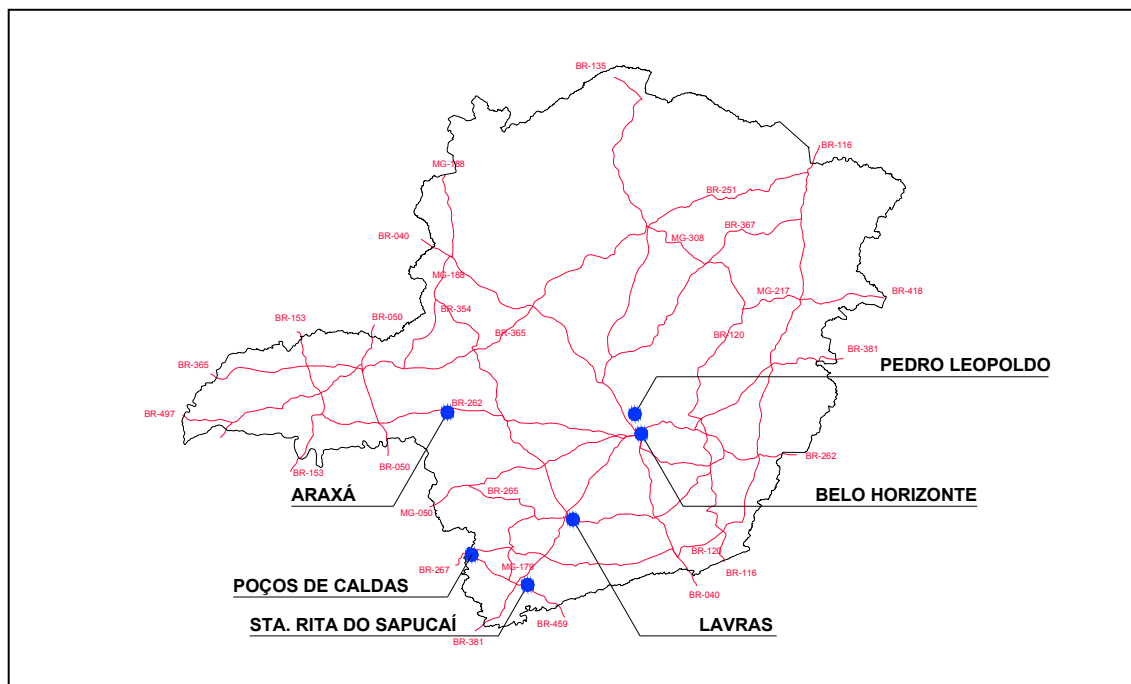 BR-135
BR-116
MG-188
BR-251
BR-367
MG-308
BR-040
MG-188
MG-217
BR-418
BR-354
BR-153
BR-050
BR-365
BR-120
BR-381
PEDRO LEOPOLDO
BR-365
BR-262
BR-497
BR-262
BR-050
BR-153
ARAXÁ
BR-265
BELO HORIZONTE
MG-050
BR-120
BR-267
MG-179
BR-116
POÇOS DE CALDAS
BR-040
STA. RITA DO SAPUCAÍ
BR-459
LAVRAS
BR-381